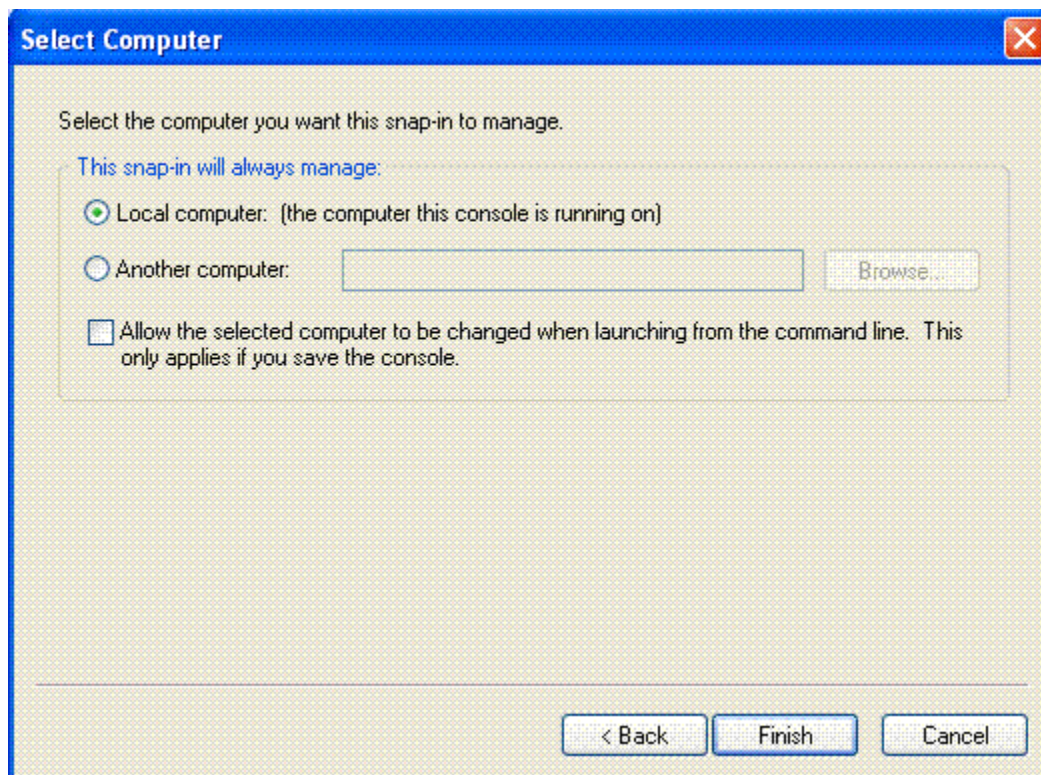 Select Computer
Select the computer you want this snap-in to manage.
This snap-in will always manage:
Local computer:  (the computer this console is running on)
Another computer:
Browse...
Allow the selected computer to be changed when launching from the command line.  This
only applies if you save the console.
< Back
Finish
Cancel